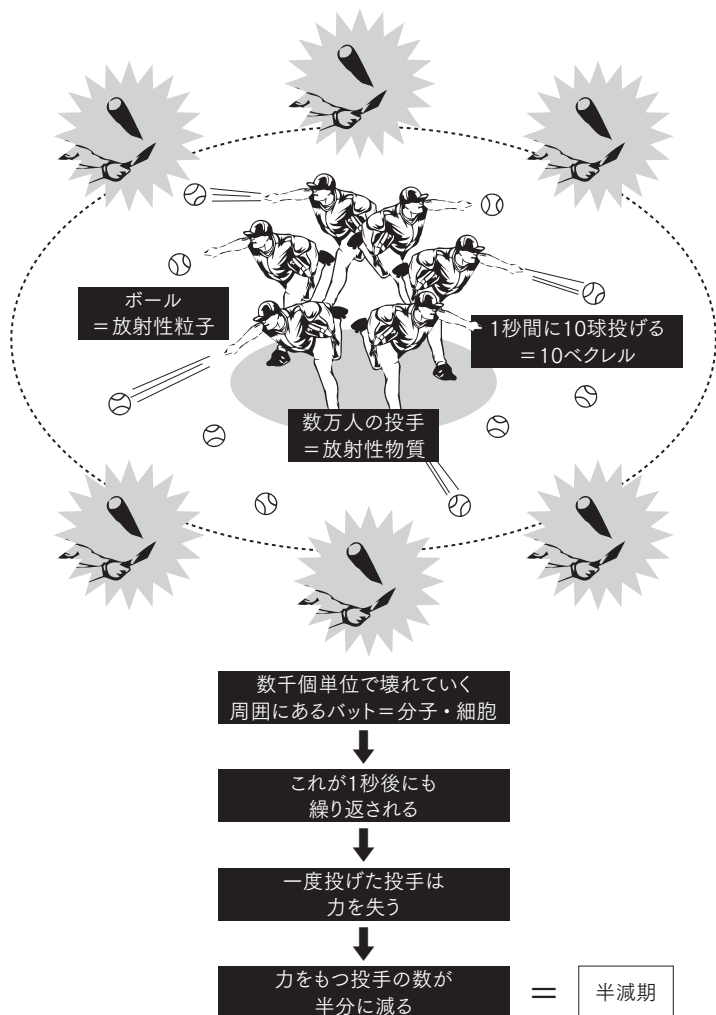 ボール
＝放射性粒子
1秒間に10球投げる
＝10ベクレル
数万人の投手
＝放射性物質
数千個単位で壊れていく
周囲にあるバット＝分子・細胞
これが1秒後にも
繰り返される
一度投げた投手は
力を失う
力をもつ投手の数が
半分に減る
＝
半減期